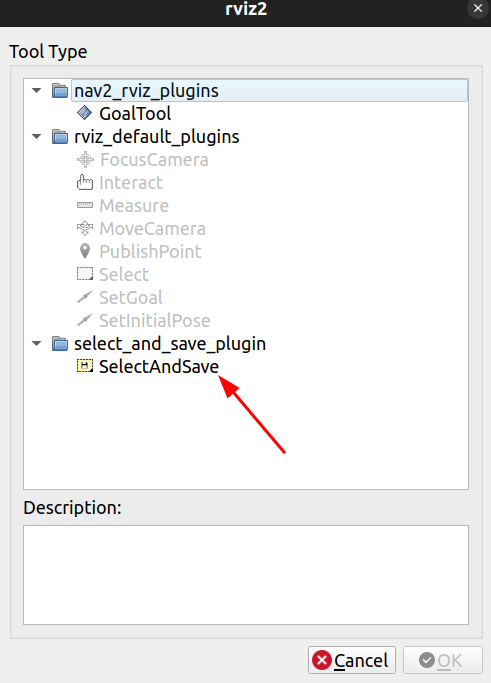 rviz2
Tool Type
nav2_rviz_plugins
GoalTool
rviz_default_plugins
FocusCamera
Interact
Measure
MoveCamera
PublishPoint
Select
SetGoal
SetInitialPose
select_and_save_plugin
SelectAndSave
Description:
Cancel
OK